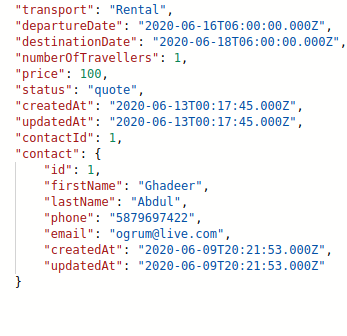 "transport": "Rental",
"departureDate": "2020-06-16T06:00:00.000Z",
"destinationDate": "2020-06-18T06:00:00.000Z",
"numberOfTravellers": 1,
"price": 100,
"status": "quote",
"createdAt": "2020-06-13T00:17:45.000Z",
"updatedAt": "2020-06-13T00:17:45.000Z",
"contactId": 1,
"contact": {
    "id": 1,
    "firstName": "Ghadeer",
    "lastName": "Abdul",
    "phone": "5879697422",
    "email": "ogrum@live.com",
    "createdAt": "2020-06-09T20:21:53.000Z",
    "updatedAt": "2020-06-09T20:21:53.000Z"
}